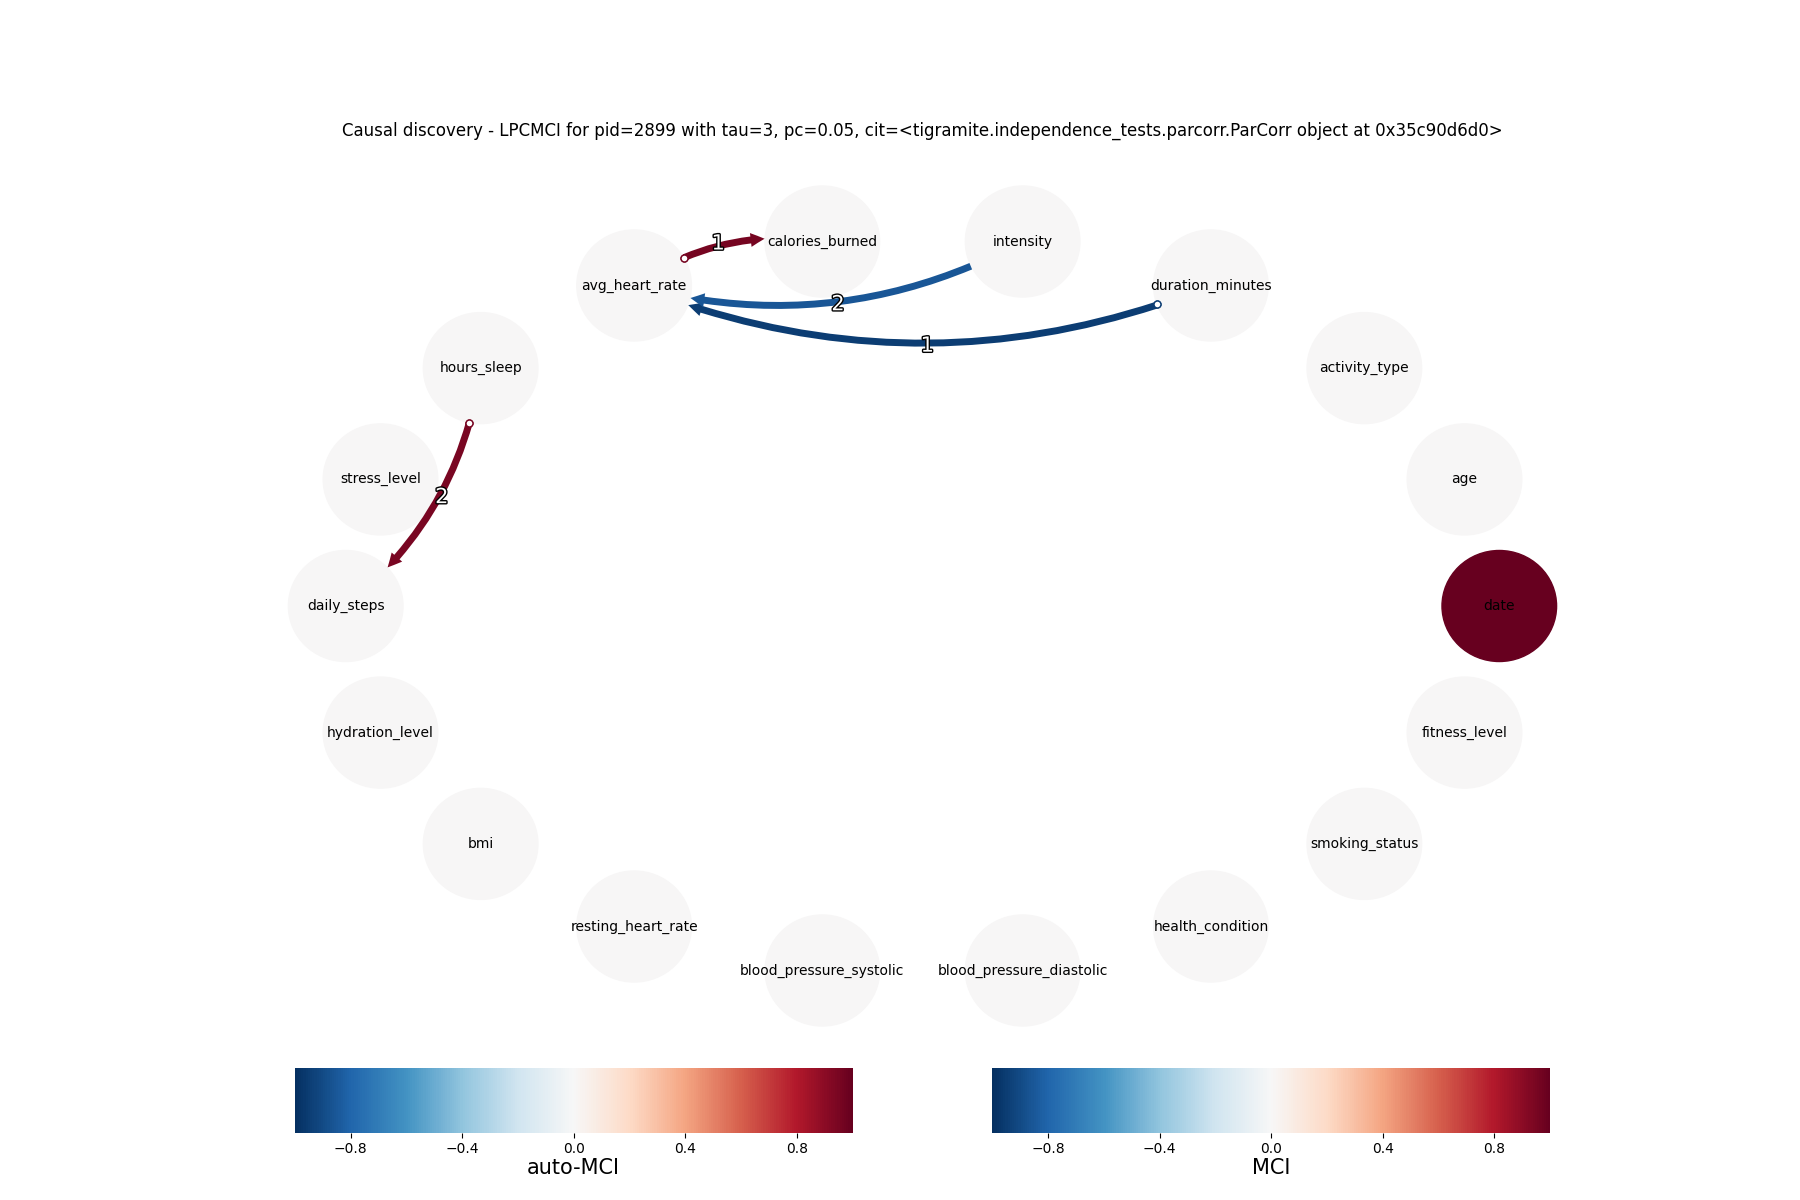 Causal discovery - LPCMCI for pid=2899 with tau=3, pc=0.05, cit=<tigramite.independence_tests.parcorr.ParCorr object at 0x35c90d6d0>
calories_burned
intensity
1
avg_heart_rate
duration_minutes
2
1
hours_sleep
activity_type
stress_level
age
2
daily_steps
date
hydration_level
fitness_level
bmi
smoking_status
resting_heart_rate
health_condition
blood_pressure_systolic
blood_pressure_diastolic
−0.8 −0.4 0.0 0.4 0.8
auto-MCI
−0.8 −0.4 0.0 0.4 0.8
MCI